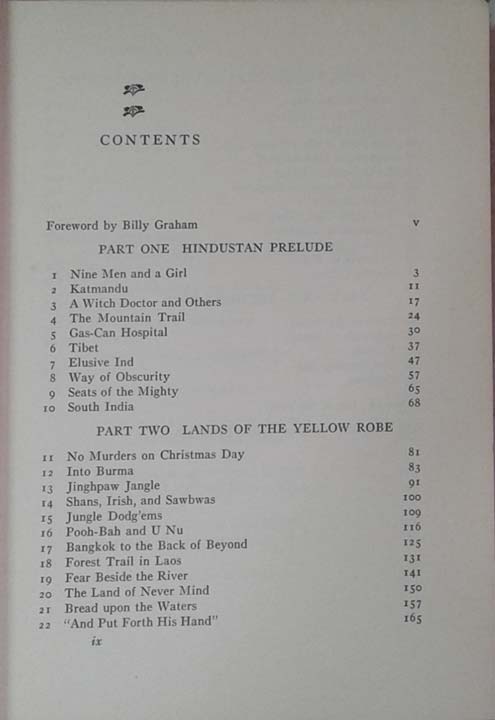 CONTENTS
Foreword by Billy Graham v
PART ONE HINDUSTAN PRELUDE
1 Nine Men and a Girl 3
2 Katmandu 11
3 A Witch Doctor and Others 17
4 The Mountain Trail 24
5 Gas-Can Hospital 30
6 Tibet 37
7 Elusive Ind 47
8 Way of Obscurity 57
9 Seats of the Mighty 65
10 South India 68
PART TWO LANDS OF THE YELLOW ROBE
11 No Murders on Christmas Day 81
12 Into Burma 83
13 Jinghpaw Jangle 91
14 Shans, Irish, and Sawbwas 100
15 Jungle Dodg'ems 109
16 Pooh-Bah and U Nu 116
17 Bangkok to the Back of Beyond 125
18 Forest Trail in Laos 131
19 Fear Beside the River 141
20 The Land of Never Mind 150
21 Bread upon the Waters 157
22 "And Put Forth His Hand" 165
ix